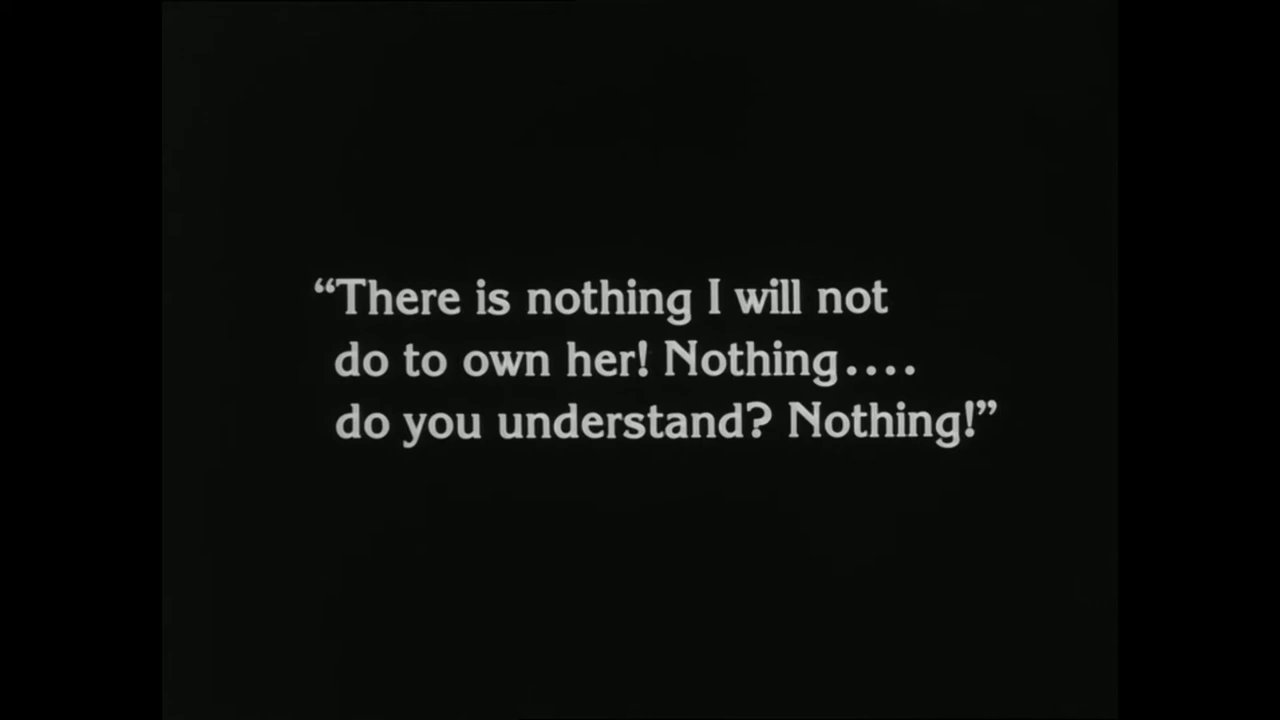 “There is nothing I will not
do to own her! Nothing....
do you understand? Nothing!”